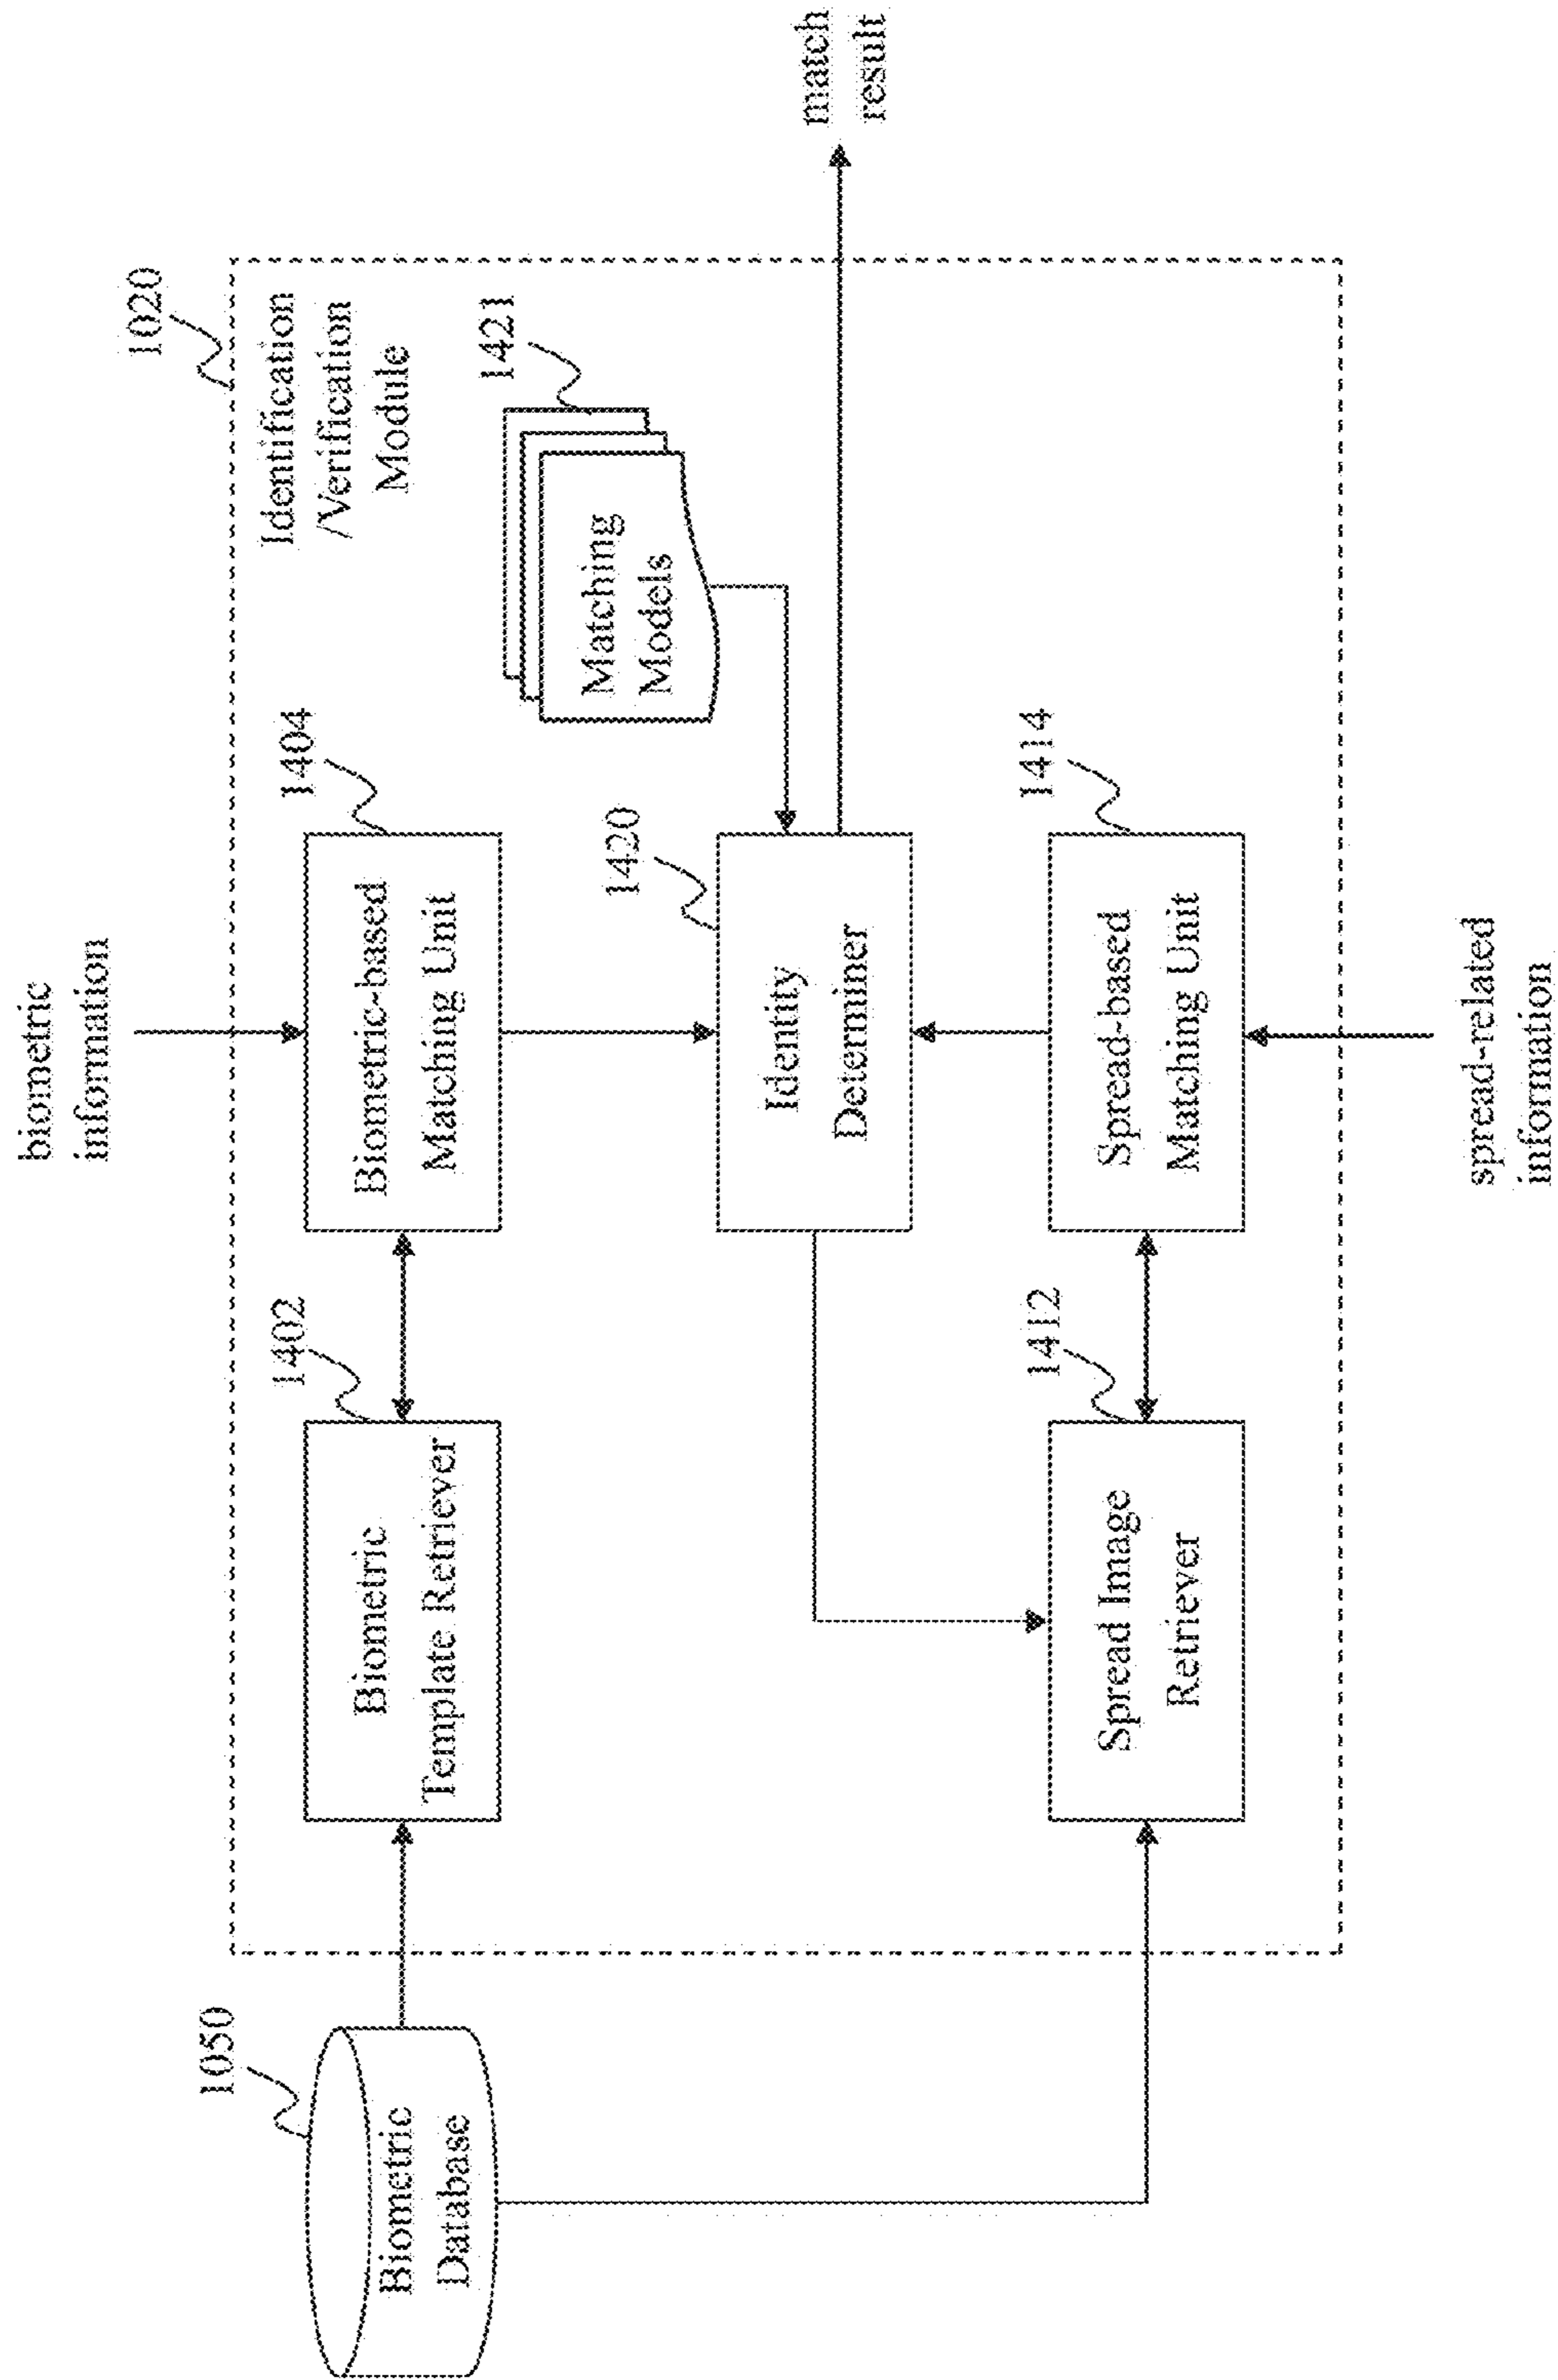 biometric
information
1020
Identification
/Verification
Module
1050
Biometric
Database
1402
Biometric
Template Retriever
1404
Biometric-based
Matching Unit
1421
Matching
Models
1420
Identity
Determiner
match
result
1412
Spread Image
Retriever
1414
Spread-based
Matching Unit
spread-related
information